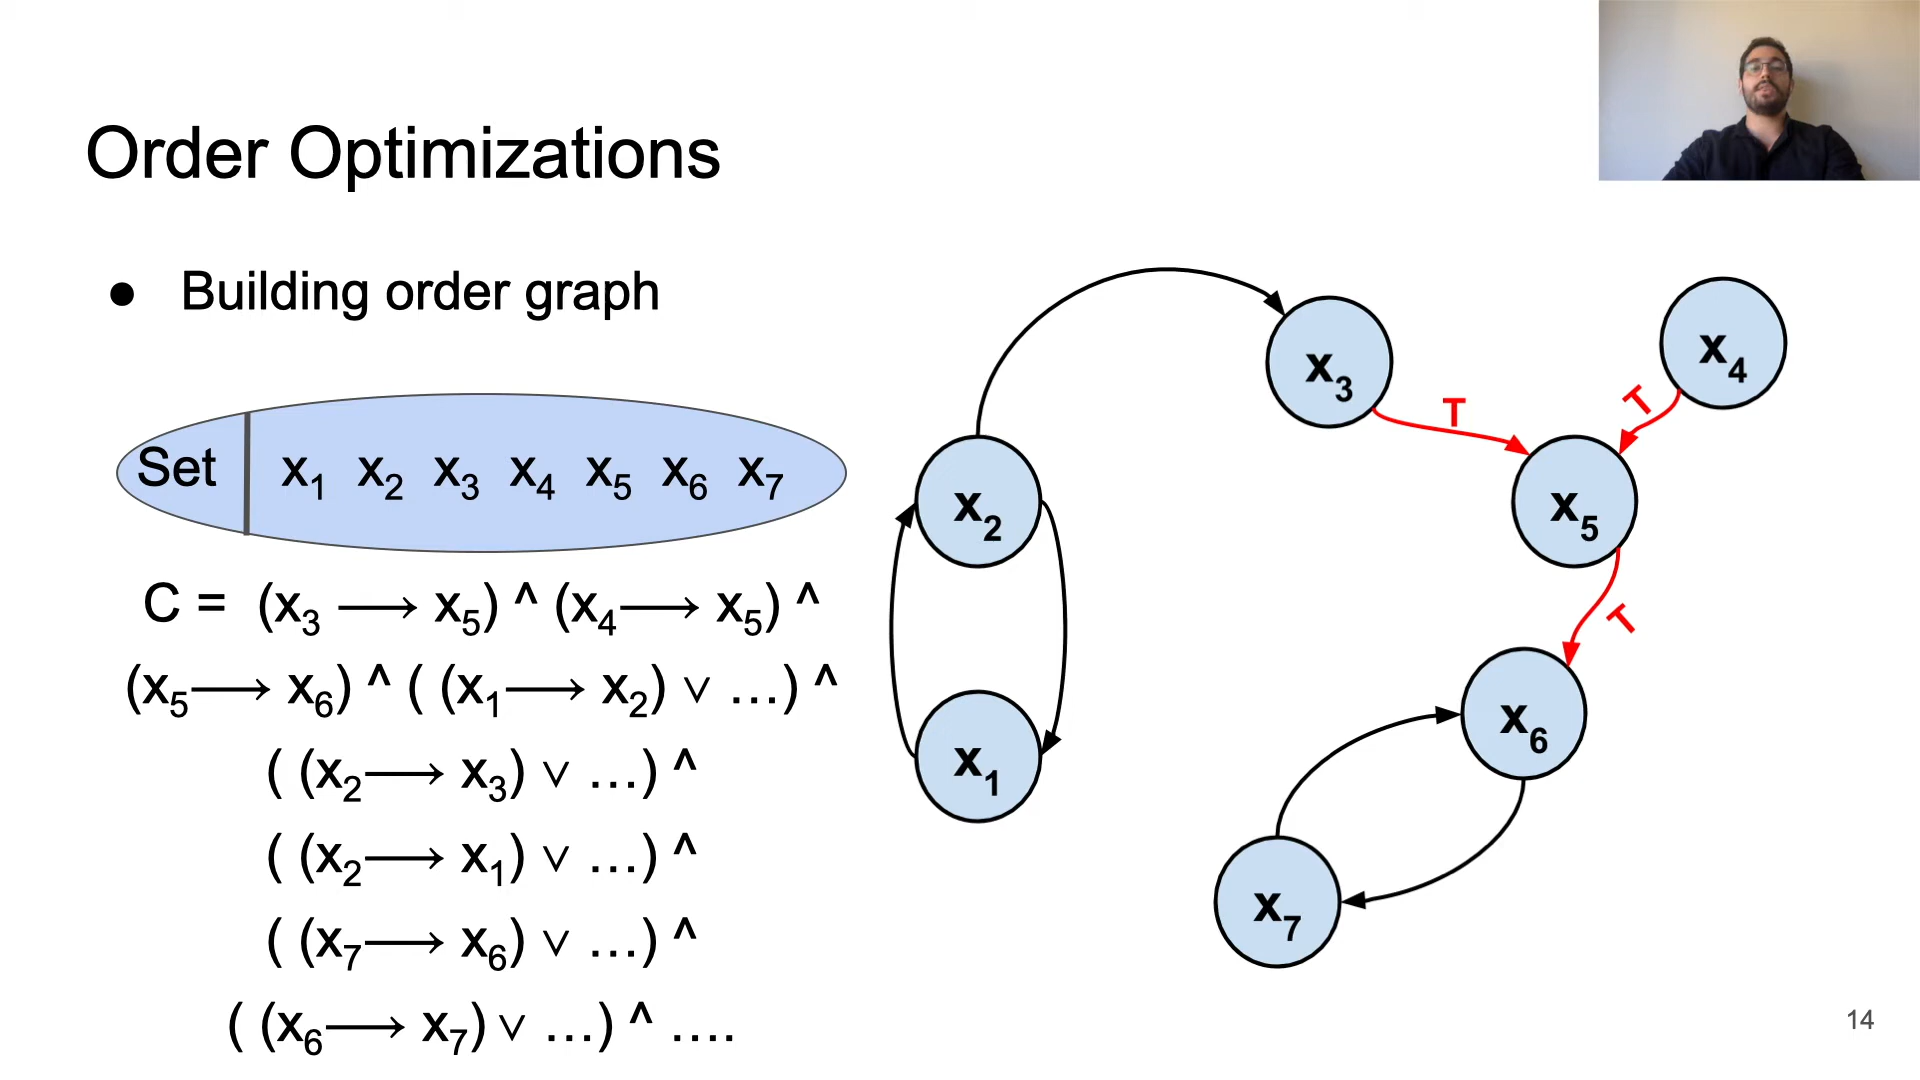 Order Optimizations
● Building order graph
Set | x₁ x₂ x₃ x₄ x₅ x₆ x₇
C = (x₃ ⟶ x₅) ^ (x₄ ⟶ x₅) ^
(x₅ ⟶ x₆) ^ ( (x₁ ⟶ x₂) ∨ …) ^
( (x₂ ⟶ x₃) ∨ …) ^
( (x₂ ⟶ x₁) ∨ …) ^
( (x₇ ⟶ x₆) ∨ …) ^
( (x₆ ⟶ x₇) ∨ …) ^ ….
x₃
x₄
T
T
x₂
x₅
T
x₁
x₆
x₇
14